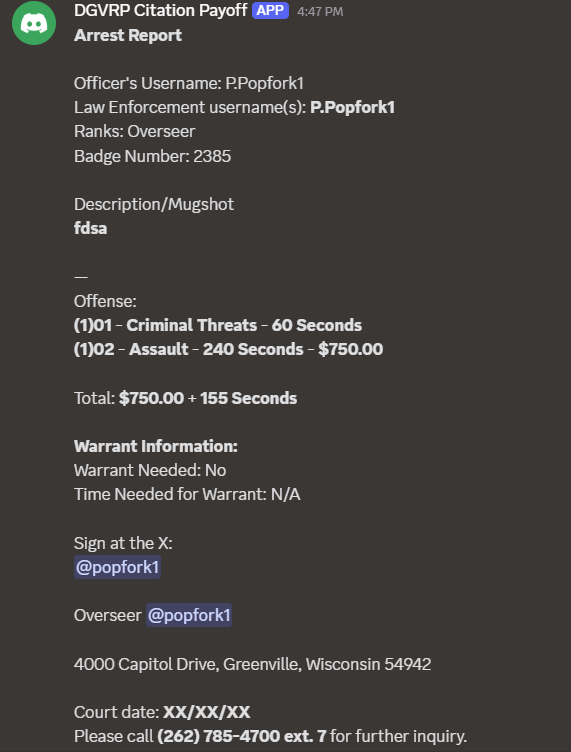 DGVRP Citation Payoff APP 4:47 PM
Arrest Report
Officer's Username: P.Popfork1
Law Enforcement username(s): P.Popfork1
Ranks: Overseer
Badge Number: 2385
Description/Mugshot
fdsa
—
Offense:
(1)01 - Criminal Threats - 60 Seconds
(1)02 - Assault - 240 Seconds - $750.00
Total: $750.00 + 155 Seconds
Warrant Information:
Warrant Needed: No
Time Needed for Warrant: N/A
Sign at the X:
@popfork1
Overseer @popfork1
4000 Capitol Drive, Greenville, Wisconsin 54942
Court date: XX/XX/XX
Please call (262) 785-4700 ext. 7 for further inquiry.